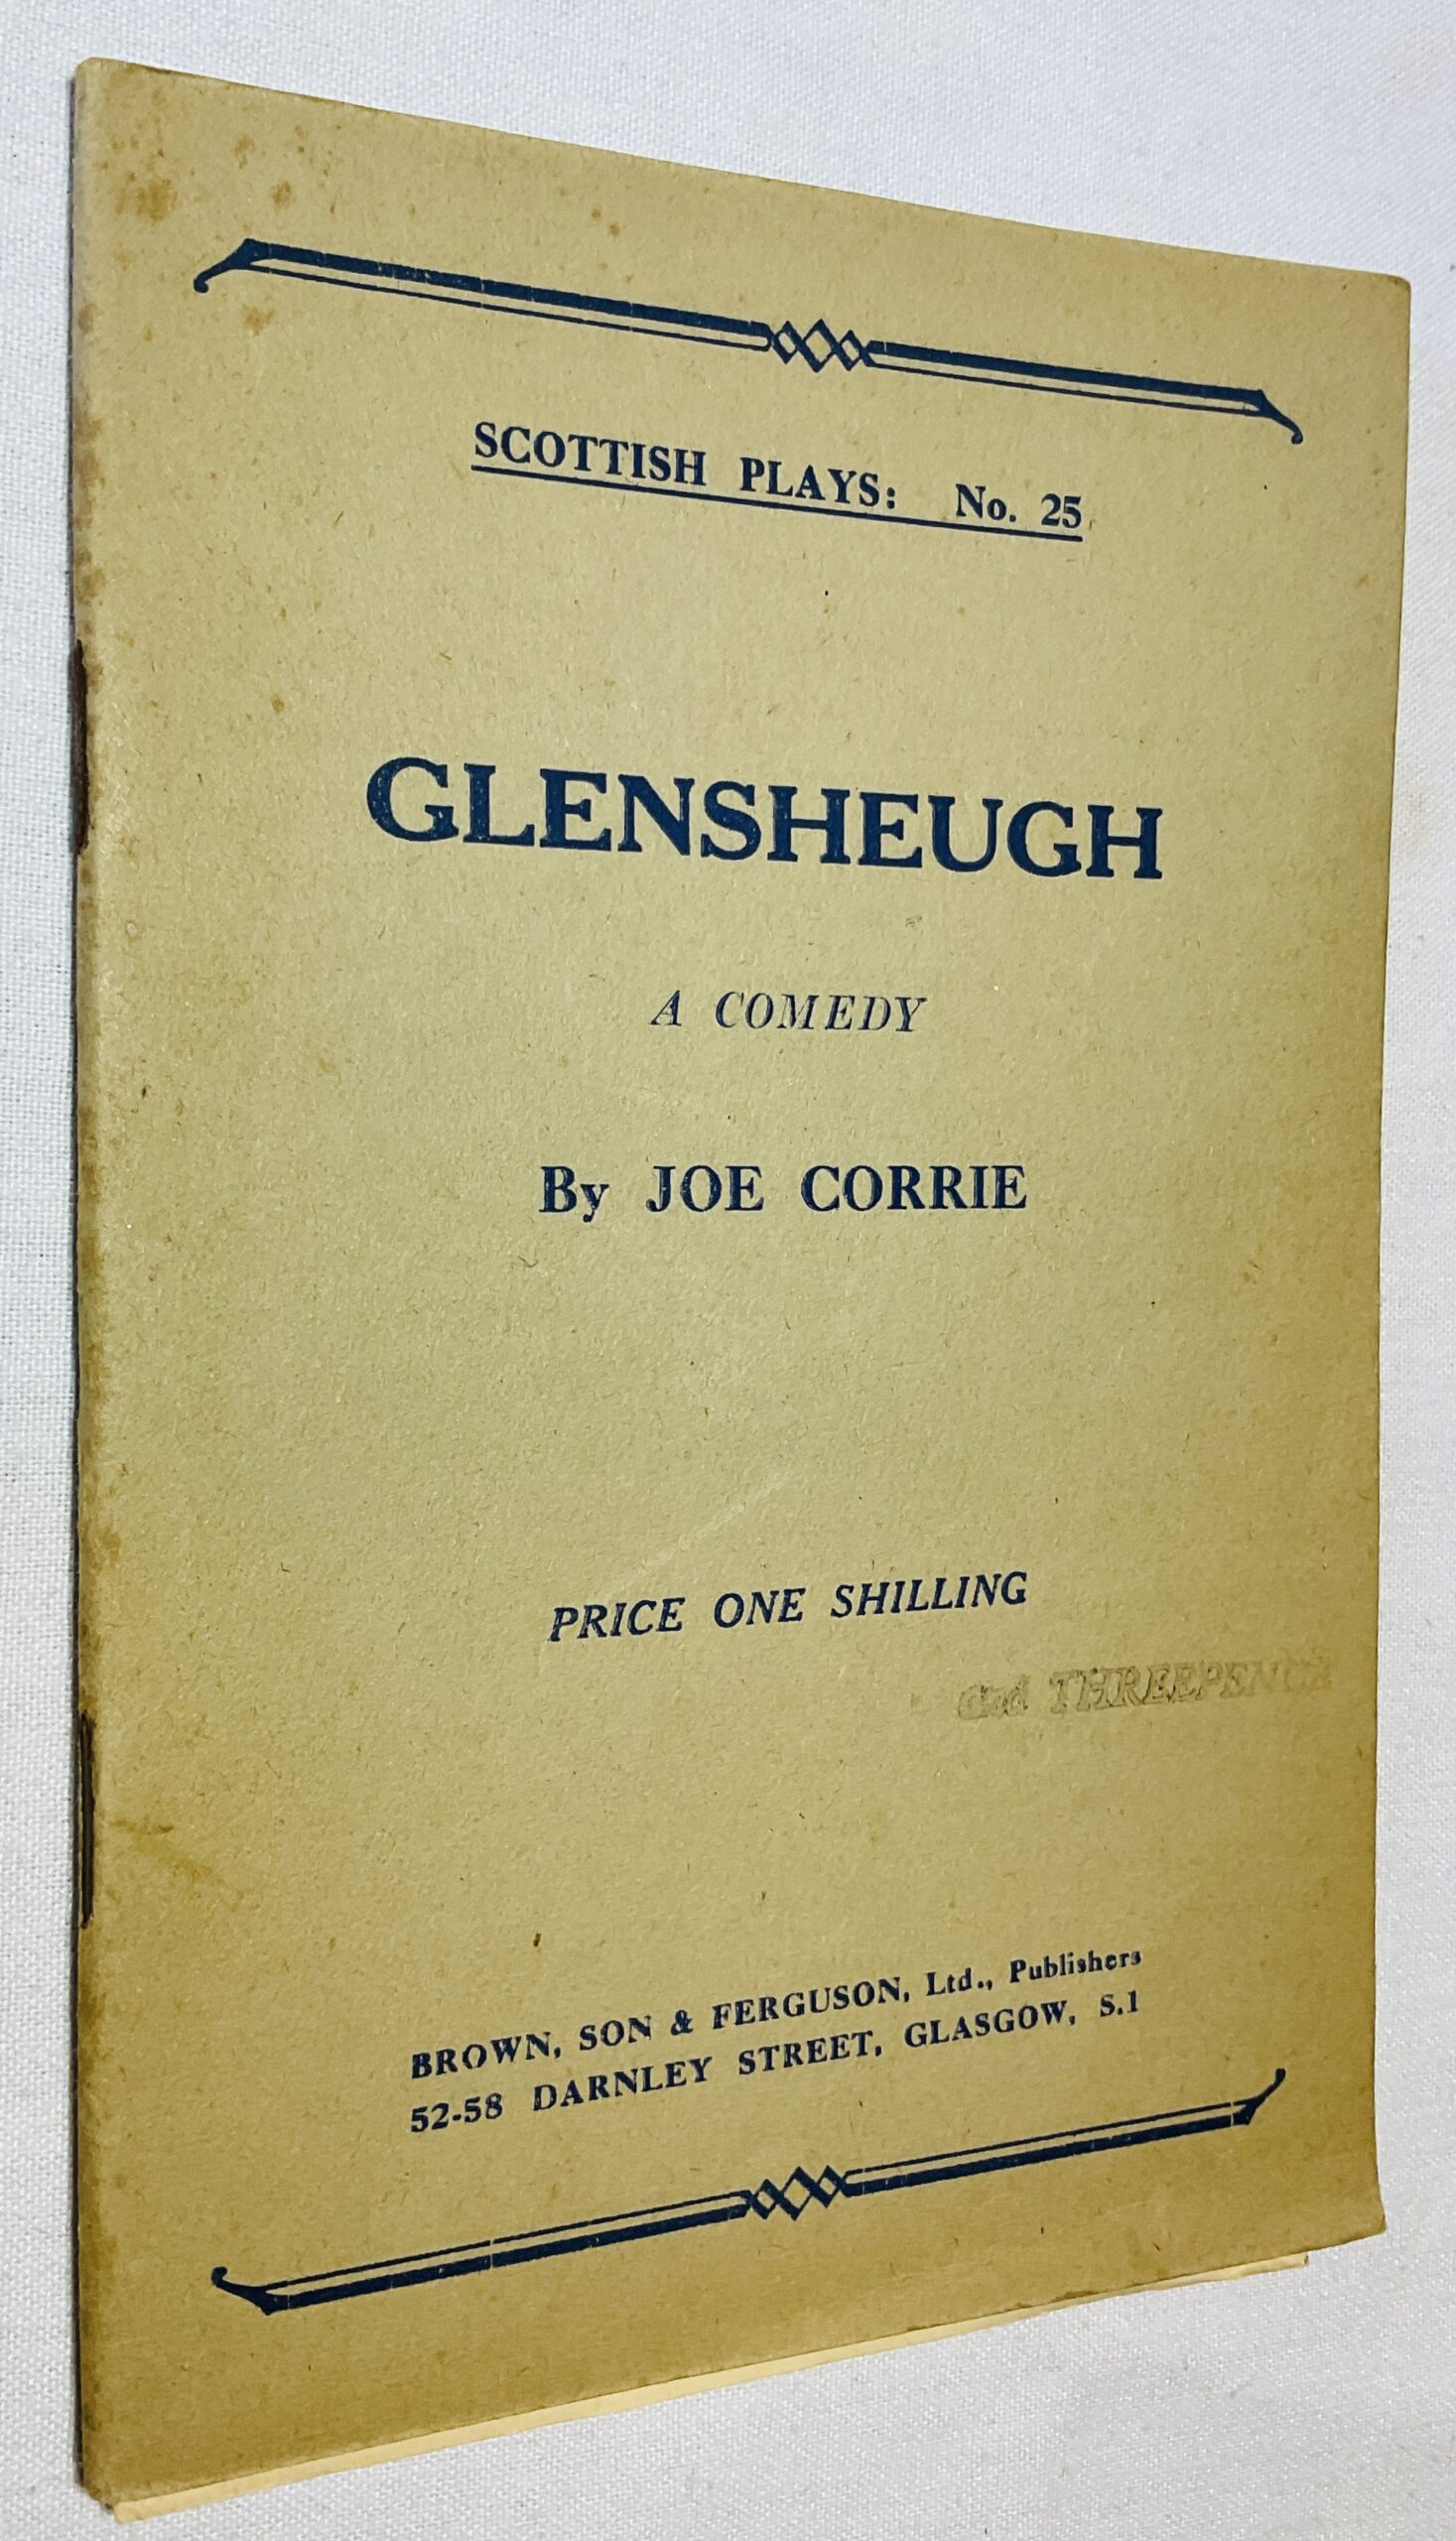 SCOTTISH PLAYS: No. 25
GLENSHEUGH
A COMEDY
By JOE CORRIE
PRICE ONE SHILLING
and THREEPENCE
BROWN, SON & FERGUSON, Ltd., Publishers
52-58 DARNLEY STREET, GLASGOW, S.1